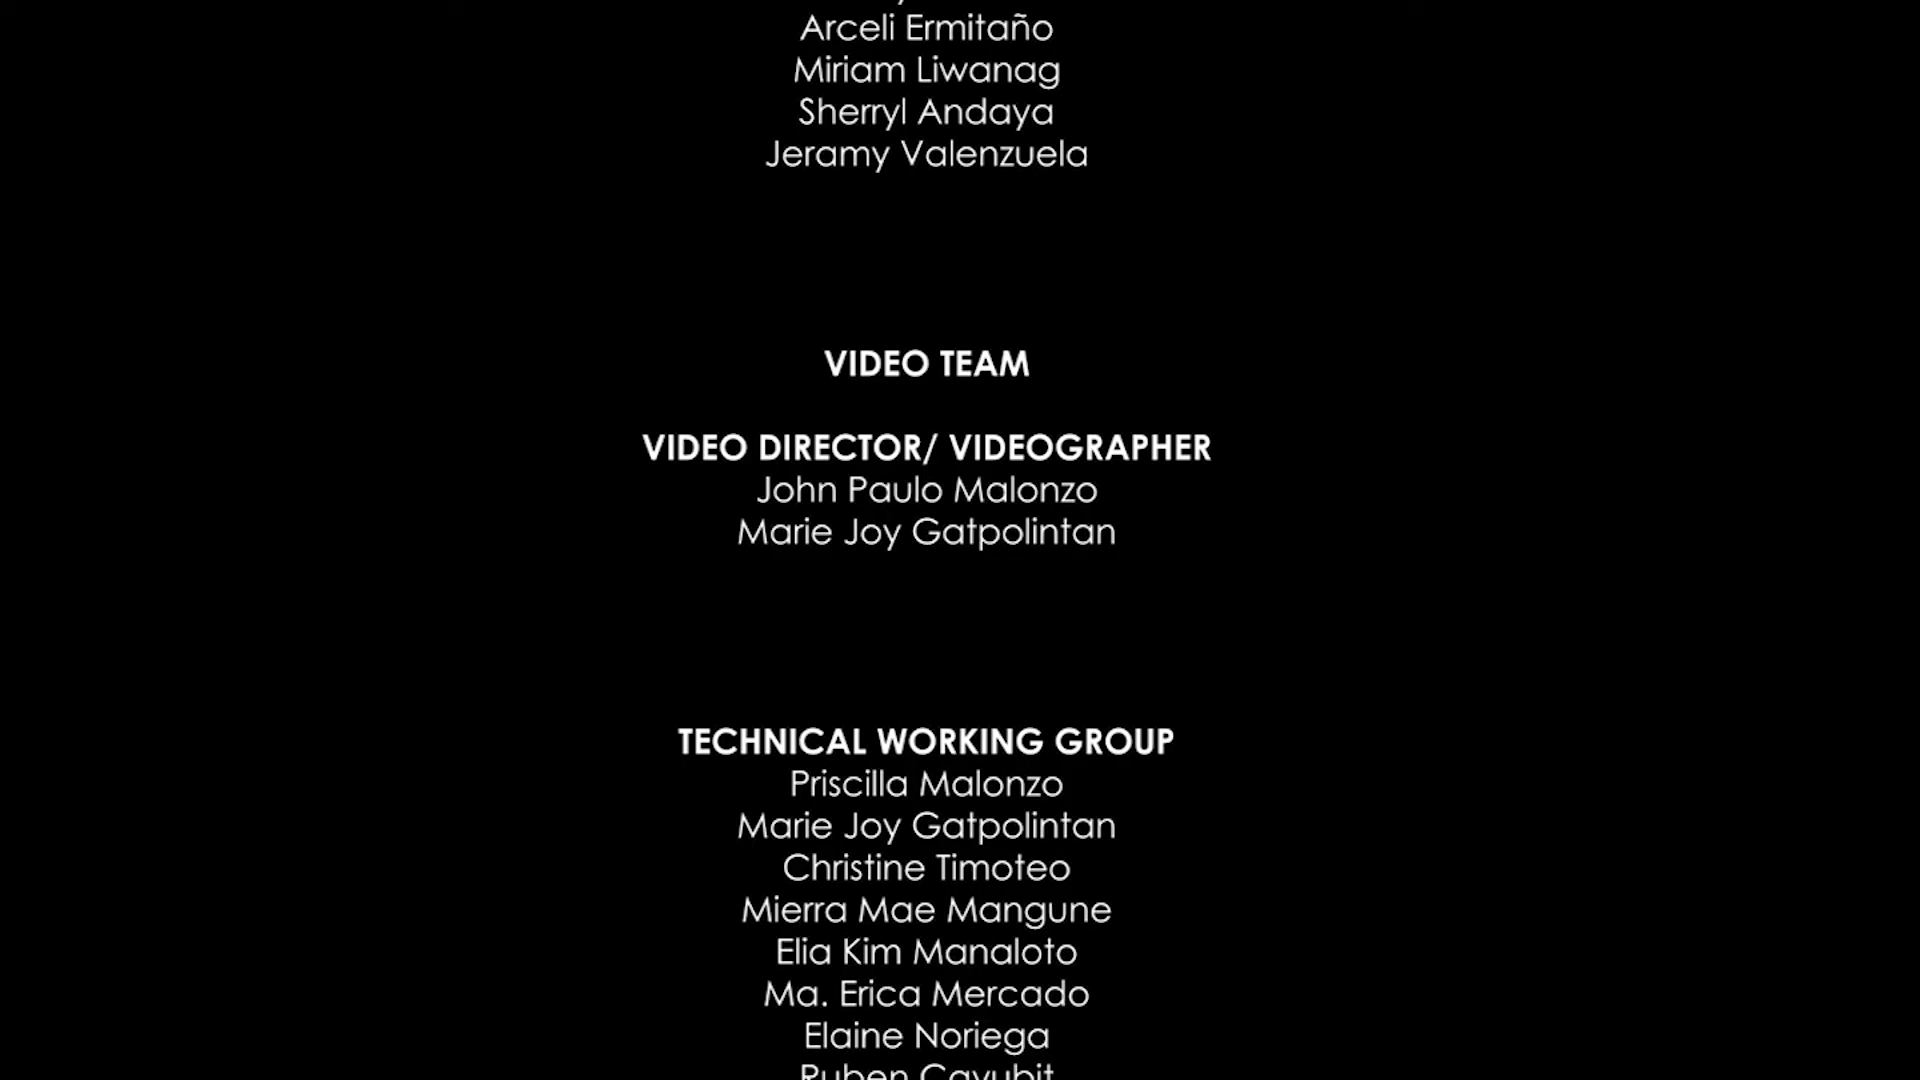 Arceli Ermitaño
Miriam Liwanag
Sherryl Andaya
Jeramy Valenzuela
VIDEO TEAM
VIDEO DIRECTOR/ VIDEOGRAPHER
John Paulo Malonzo
Marie Joy Gatpolintan
TECHNICAL WORKING GROUP
Priscilla Malonzo
Marie Joy Gatpolintan
Christine Timoteo
Mierra Mae Mangune
Elia Kim Manaloto
Ma. Erica Mercado
Elaine Noriega
Ruben Cayubit